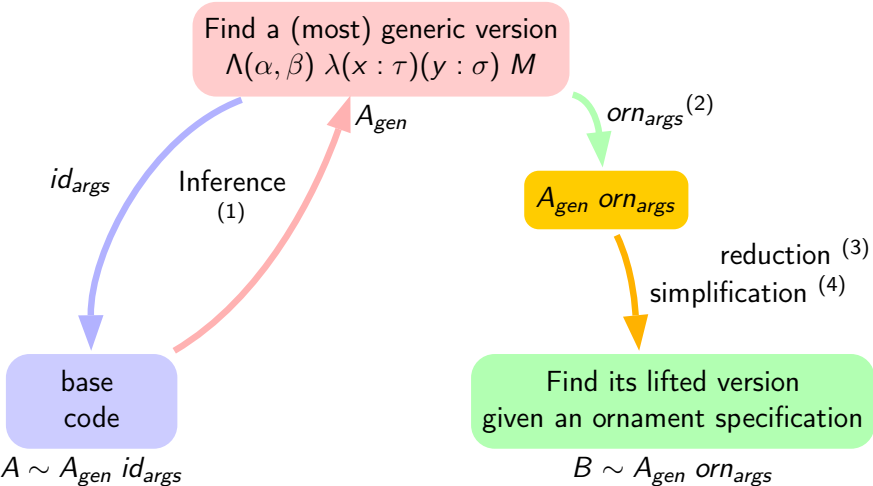 Find a (most) generic version
Λ(α, β) λ(x : τ)(y : σ) M
A_gen
orn_args (2)
id_args
Inference
(1)
A_gen orn_args
reduction (3)
simplification (4)
base
code
Find its lifted version
given an ornament specification
A ∼ A_gen id_args
B ∼ A_gen orn_args